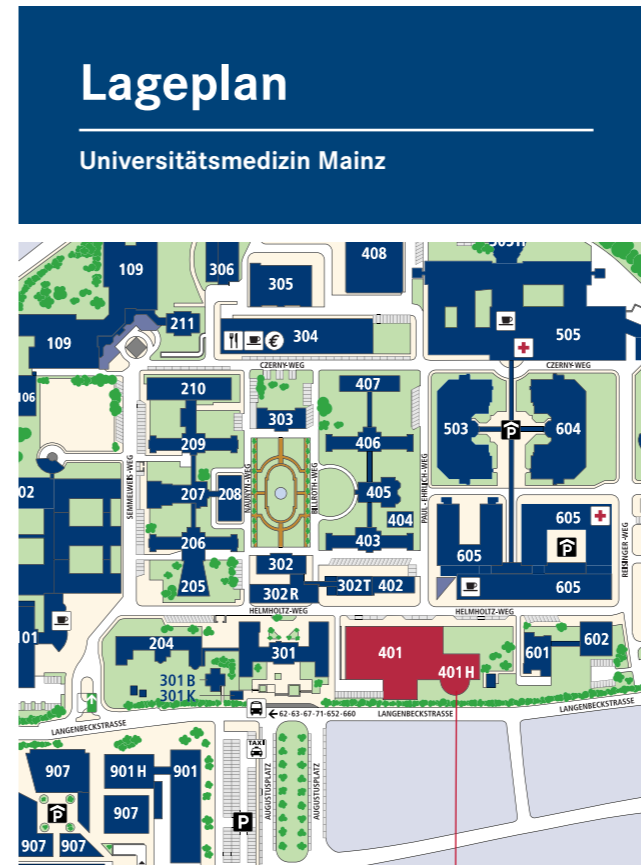 Lageplan
Universitätsmedizin Mainz
408
109
306
305
505
211
304
€
109
CZERNY-WEG
CZERNY-WEG
210
407
303
503
604
209
406
SEMMELWEIS-WEG
NAUNYN-WEG
BILLROTH-WEG
PAUL-EHRLICH-WEG
207
208
405
404
605
206
403
605
REISINGER-WEG
302
205
302 R
302T
402
605
HELMHOLTZ-WEG
HELMHOLTZ-WEG
204
301
401
601
602
401 H
301 B
301 K
62-63-67-71-652-660
LANGENBECKSTRASSE
LANGENBECKSTRASSE
LANGENBECKSTRASSE
TAXI
907
901 H
901
AUGUSTUSPLATZ
AUGUSTUSPLATZ
907
P
907
907